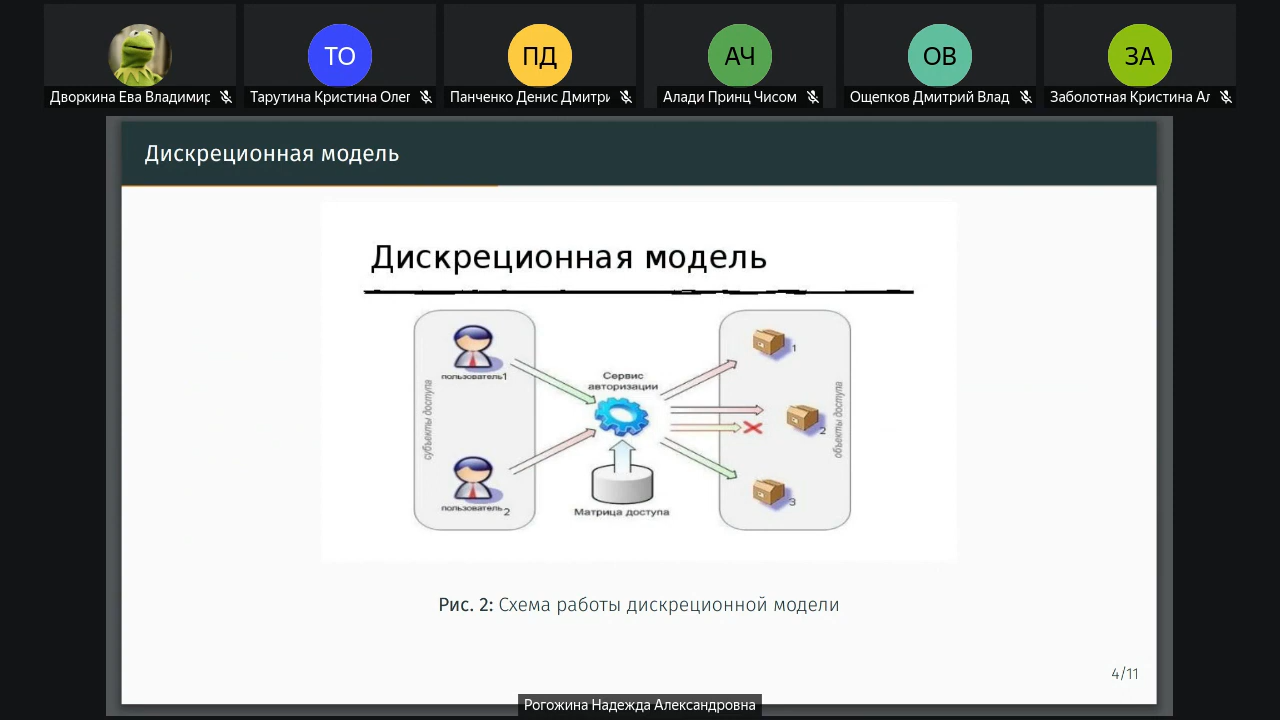 ТО
ПД
АЧ
ОВ
ЗА
Дворкина Ева Владимир
Тарутина Кристина Олег
Панченко Денис Дмитри
Алади Принц Чисом
Ощепков Дмитрий Влад
Заболотная Кристина Ал
Дискреционная модель
Дискреционная модель
пользователь1
пользователь 2
субъекты доступа
Сервис
авторизации
Матрица доступа
1
2
3
объекты доступа
Рис. 2: Схема работы дискреционной модели
4/11
Рогожина Надежда Александровна